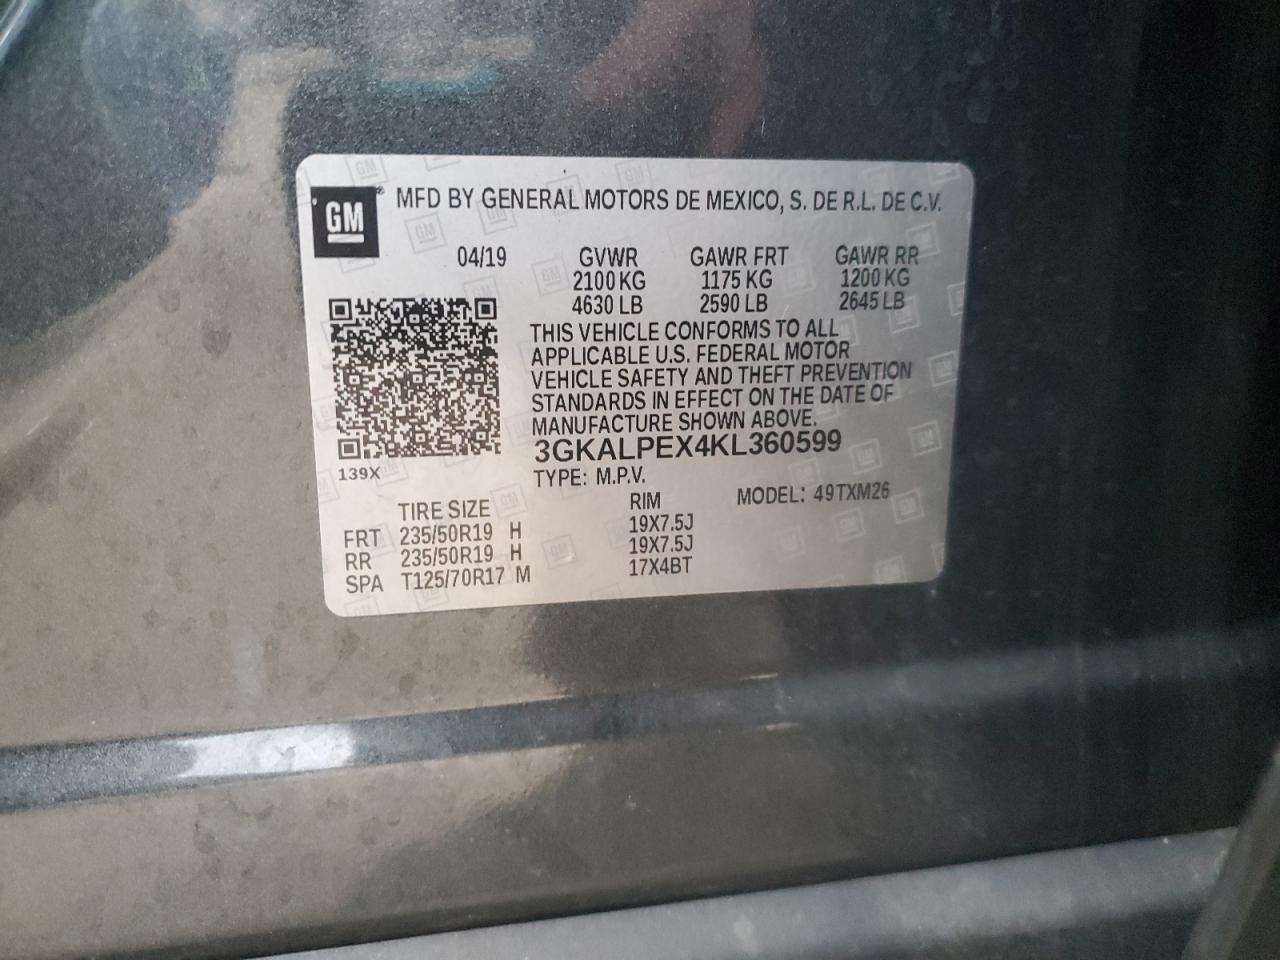 GM® MFD BY GENERAL MOTORS DE MEXICO, S. DE R.L. DE C.V.
04/19 GVWR GAWR FRT GAWR RR
2100 KG 1175 KG 1200 KG
4630 LB 2590 LB 2645 LB
THIS VEHICLE CONFORMS TO ALL
APPLICABLE U.S. FEDERAL MOTOR
VEHICLE SAFETY AND THEFT PREVENTION
STANDARDS IN EFFECT ON THE DATE OF
MANUFACTURE SHOWN ABOVE.
3GKALPEX4KL360599
139X
TYPE: M.P.V.
TIRE SIZE RIM MODEL: 49TXM26
FRT 235/50R19 H 19X7.5J
RR 235/50R19 H 19X7.5J
SPA T125/70R17 M 17X4BT